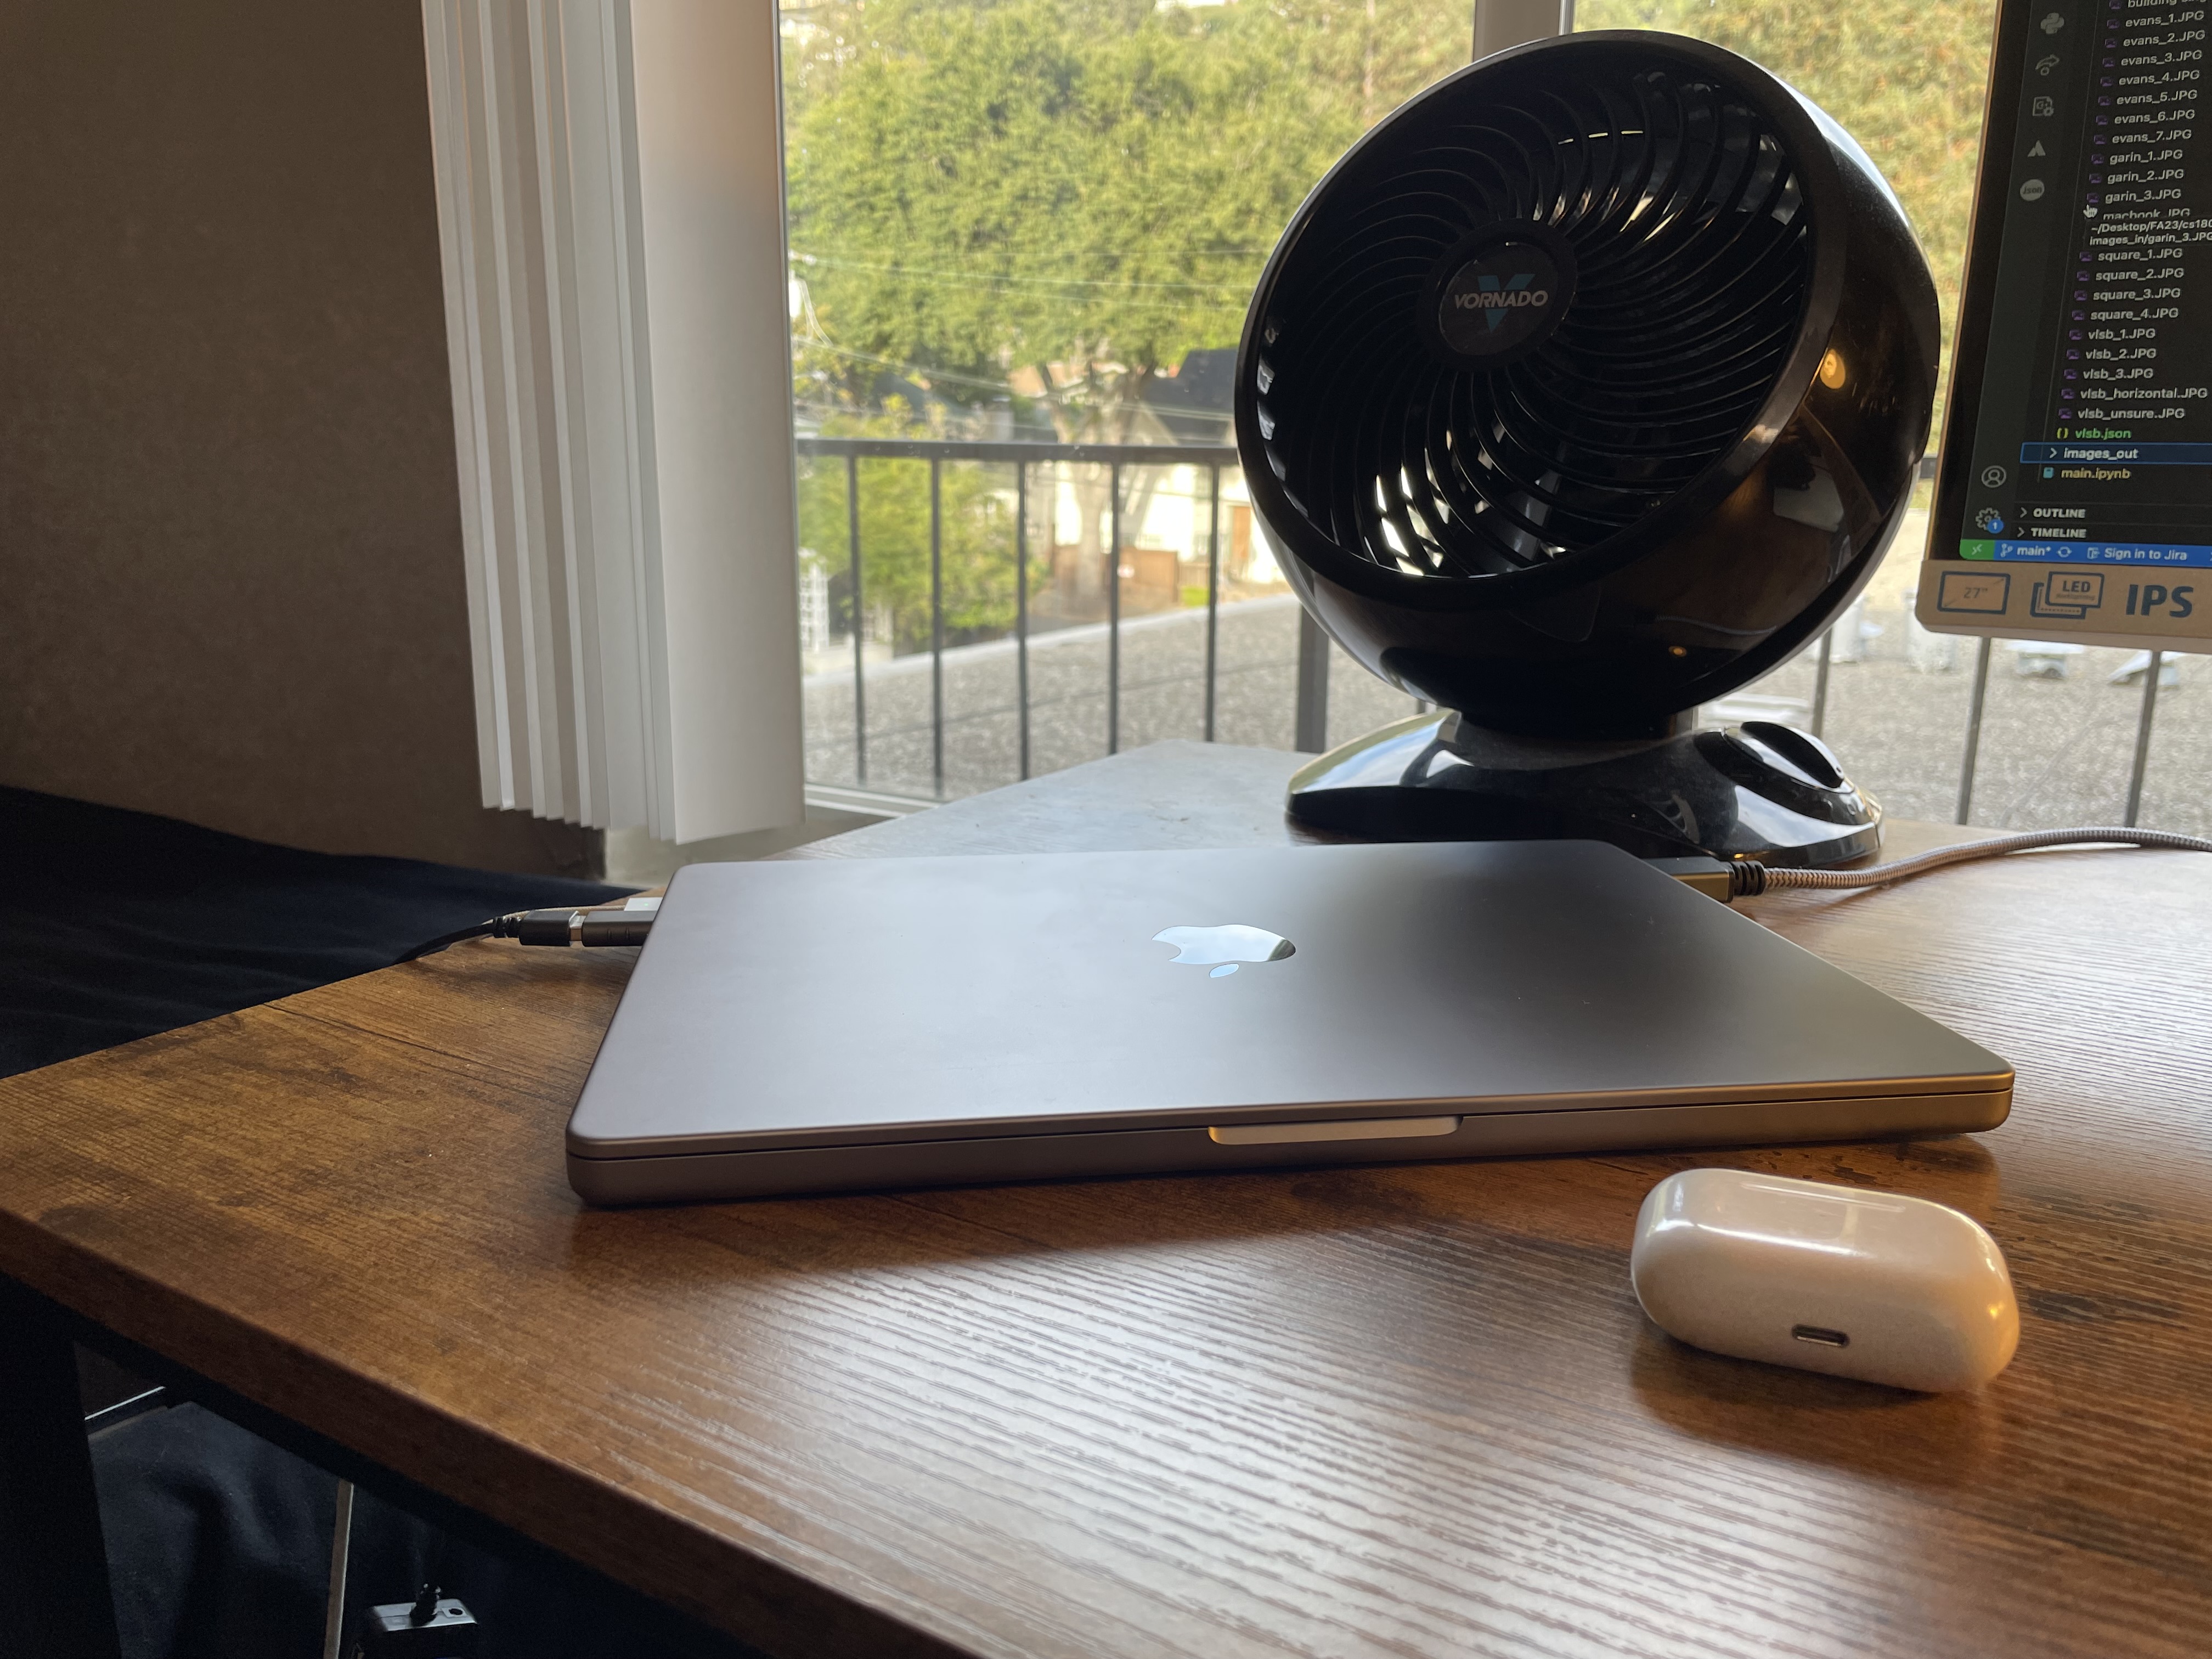 evans_1.JPG
evans_2.JPG
evans_3.JPG
evans_4.JPG
evans_5.JPG
evans_6.JPG
evans_7.JPG
garin_1.JPG
garin_2.JPG
garin_3.JPG
macbook.JPG
~/Desktop/FA23/cs180
images_in/garin_3.JPG
square_1.JPG
square_2.JPG
square_3.JPG
square_4.JPG
vlsb_1.JPG
vlsb_2.JPG
vlsb_3.JPG
vlsb_horizontal.JPG
vlsb_unsure.JPG
{} vlsb.json
> images_out
main.ipynb
> OUTLINE
> TIMELINE
1
main* Sign in to Jira
json
27"
LED
IPS
V
VORNADO